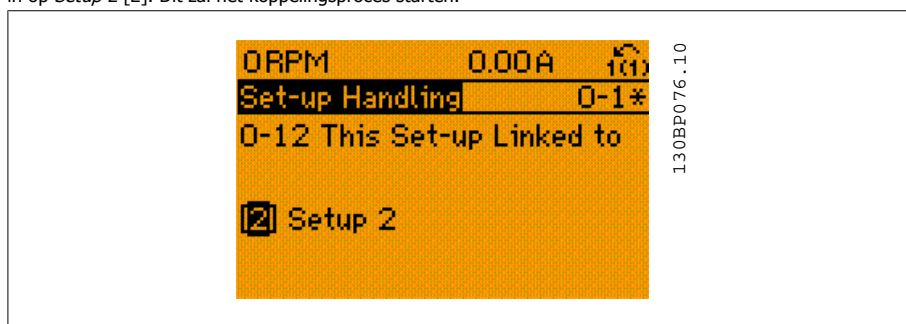 in op Setup 2 [2]. Dit zal het koppelingsproces starten.
0RPM 0.00A 1(1)
Set-up Handling 0-1*
0-12 This Set-up Linked to
[2] Setup 2
130BP076.10